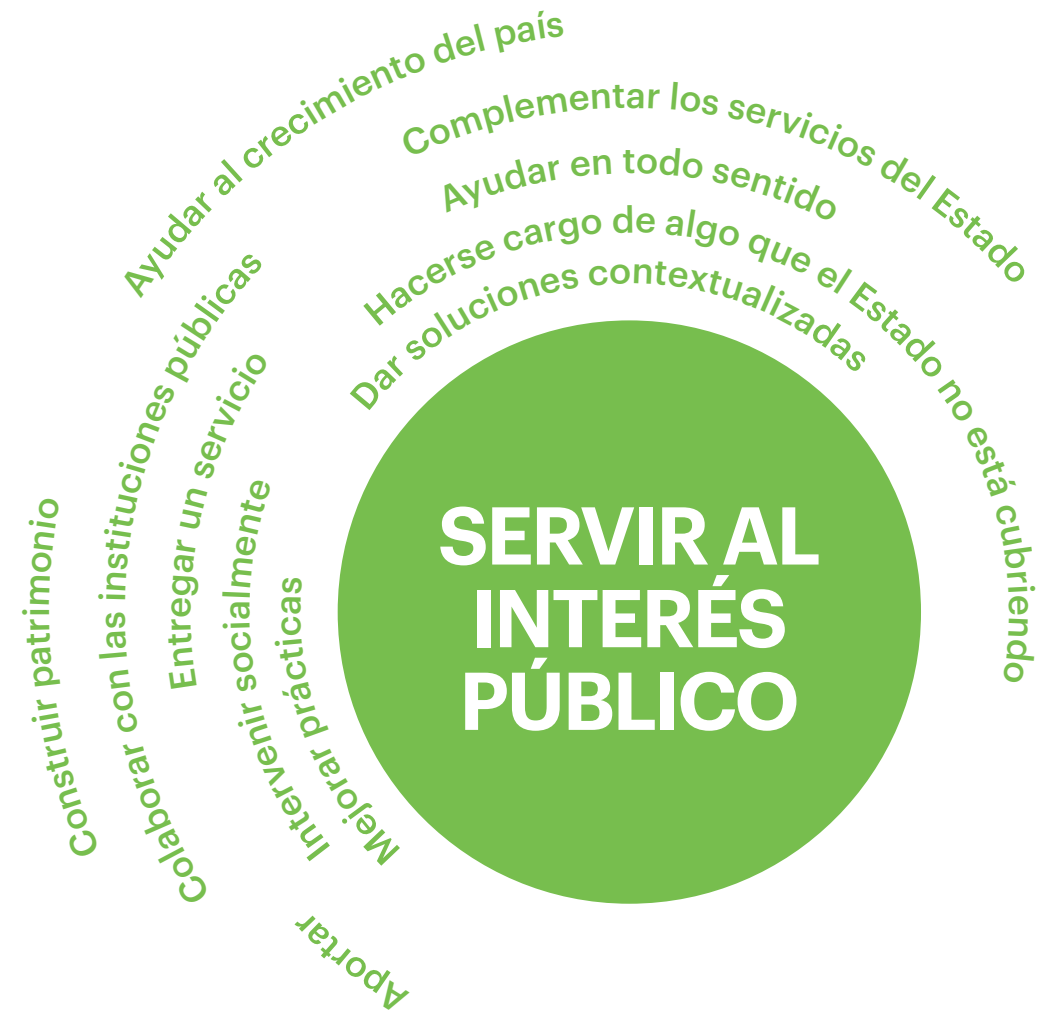 Ayudar al crecimiento del país
Complementar los servicios del Estado
Ayudar en todo sentido
Hacerse cargo de algo que el Estado no está cubriendo
Dar soluciones contextualizadas
Construir patrimonio
Colaborar con las instituciones públicas
Entregar un servicio
Intervenir socialmente
Mejorar prácticas
Aportar
SERVIR AL
INTERÉS
PÚBLICO